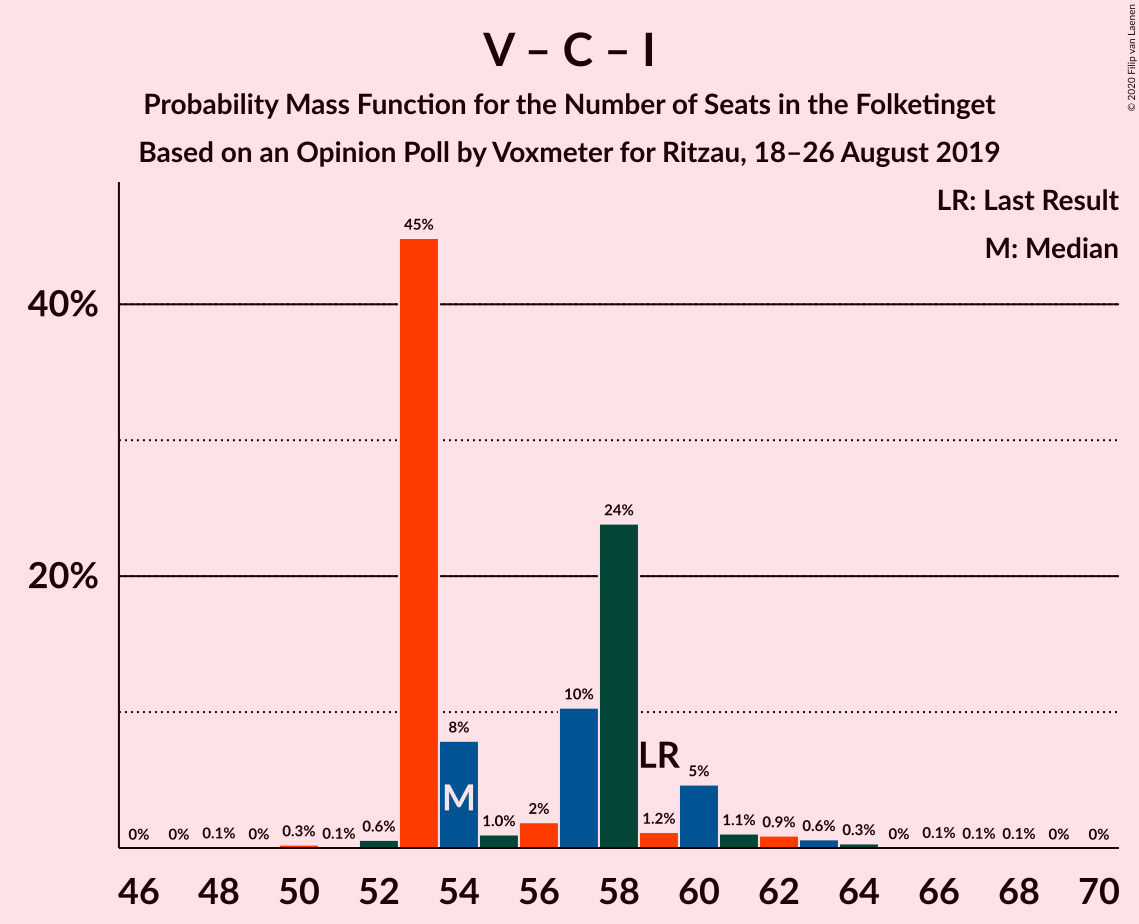 V – C – I
Probability Mass Function for the Number of Seats in the Folketinget
Based on an Opinion Poll by Voxmeter for Ritzau, 18–26 August 2019
© 2020 Filip van Laenen
LR: Last Result
M: Median
40%
20%
0% 0% 0.1% 0% 0.3% 0.1% 0.6% 45% 8% 1.0% 2% 10% 24% 1.2% 5% 1.1% 0.9% 0.6% 0.3% 0% 0.1% 0.1% 0.1% 0% 0%
M
LR
46 48 50 52 54 56 58 60 62 64 66 68 70